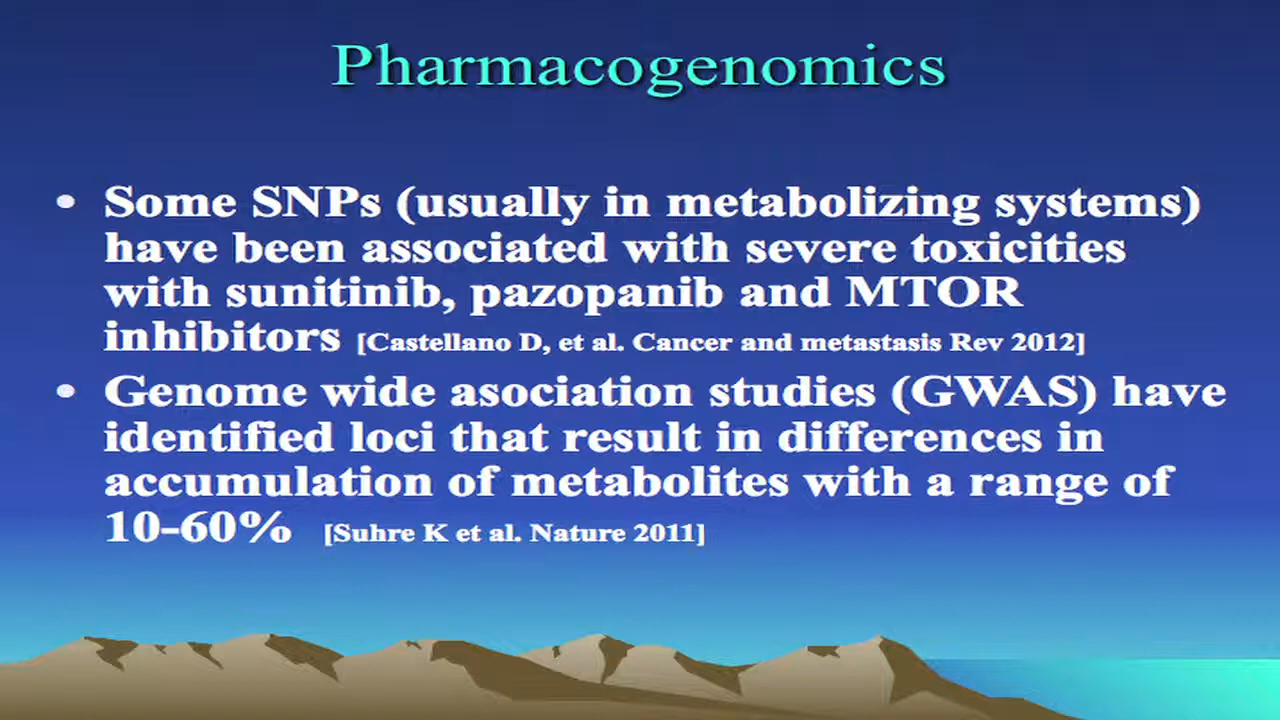 Pharmacogenomics
• Some SNPs (usually in metabolizing systems)
have been associated with severe toxicities
with sunitinib, pazopanib and MTOR
inhibitors [Castellano D, et al. Cancer and metastasis Rev 2012]
• Genome wide asociation studies (GWAS) have
identified loci that result in differences in
accumulation of metabolites with a range of
10-60% [Suhre K et al. Nature 2011]